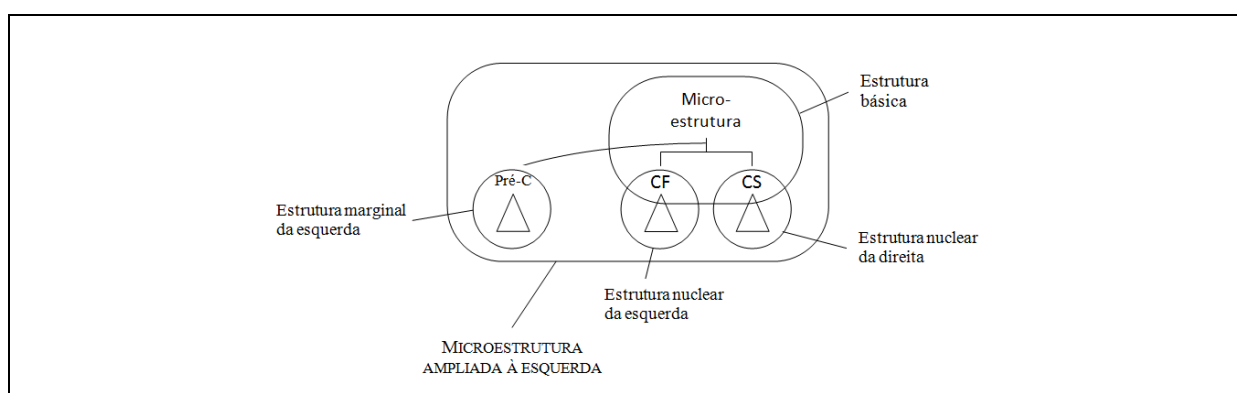 Micro-
estrutura
Estrutura
básica
Pré-C
CF
CS
Estrutura marginal
da esquerda
Estrutura nuclear
da direita
Estrutura nuclear
da esquerda
MICROESTRUTURA
AMPLIADA À ESQUERDA